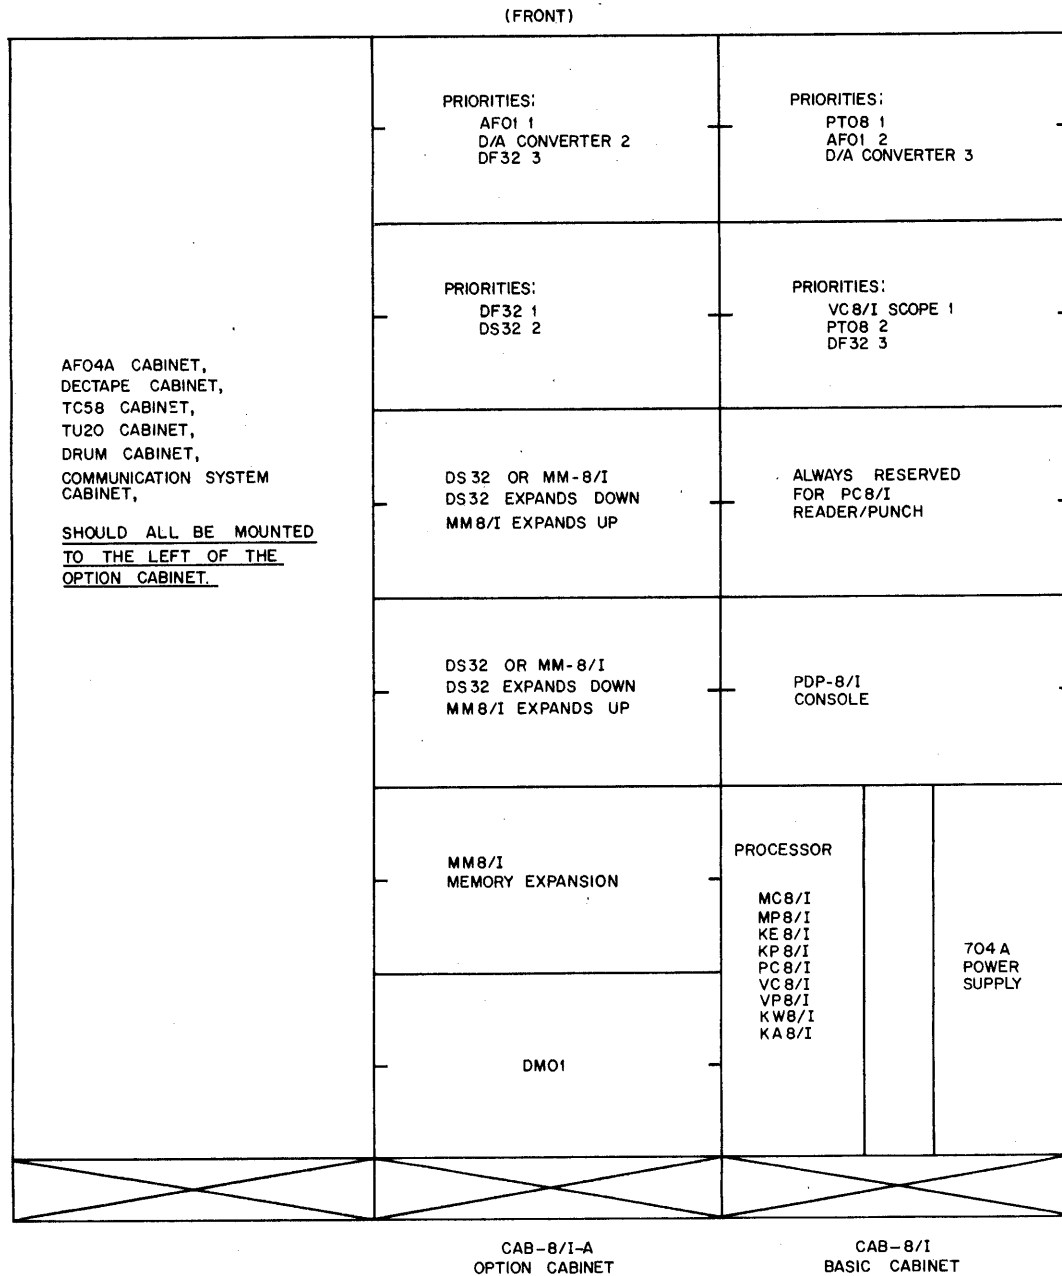 (FRONT)
AF04A CABINET,
DECTAPE CABINET,
TC58 CABINET,
TU20 CABINET,
DRUM CABINET,
COMMUNICATION SYSTEM
CABINET,
SHOULD ALL BE MOUNTED
TO THE LEFT OF THE
OPTION CABINET.
PRIORITIES:
AF01 1
D/A CONVERTER 2
DF32 3
PRIORITIES:
DF32 1
DS32 2
DS32 OR MM-8/I
DS32 EXPANDS DOWN
MM8/I EXPANDS UP
DS32 OR MM-8/I
DS32 EXPANDS DOWN
MM8/I EXPANDS UP
MM8/I
MEMORY EXPANSION
DM01
CAB-8/I-A
OPTION CABINET
PRIORITIES:
PT08 1
AF01 2
D/A CONVERTER 3
PRIORITIES:
VC8/I SCOPE 1
PT08 2
DF32 3
ALWAYS RESERVED
FOR PC8/I
READER/PUNCH
PDP-8/I
CONSOLE
PROCESSOR
MC8/I
MP8/I
KE8/I
KP8/I
PC8/I
VC8/I
VP8/I
KW8/I
KA8/I
704A
POWER
SUPPLY
CAB-8/I
BASIC CABINET